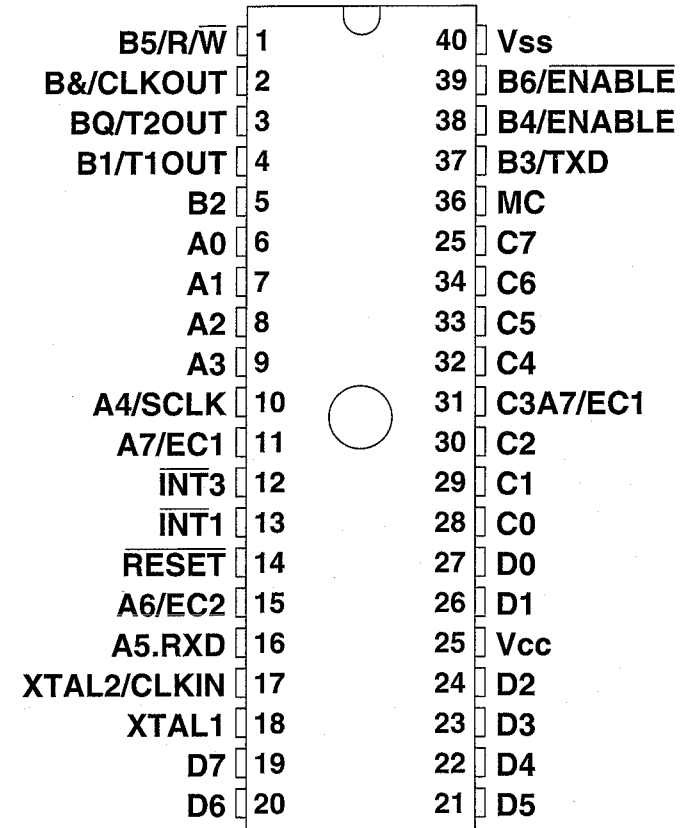 B5/R/W 1 40 Vss
B&/CLKOUT 2 39 B6/ENABLE
BQ/T2OUT 3 38 B4/ENABLE
B1/T1OUT 4 37 B3/TXD
B2 5 36 MC
A0 6 25 C7
A1 7 34 C6
A2 8 33 C5
A3 9 32 C4
A4/SCLK 10 31 C3A7/EC1
A7/EC1 11 30 C2
INT3 12 29 C1
INT1 13 28 C0
RESET 14 27 D0
A6/EC2 15 26 D1
A5.RXD 16 25 Vcc
XTAL2/CLKIN 17 24 D2
XTAL1 18 23 D3
D7 19 22 D4
D6 20 21 D5